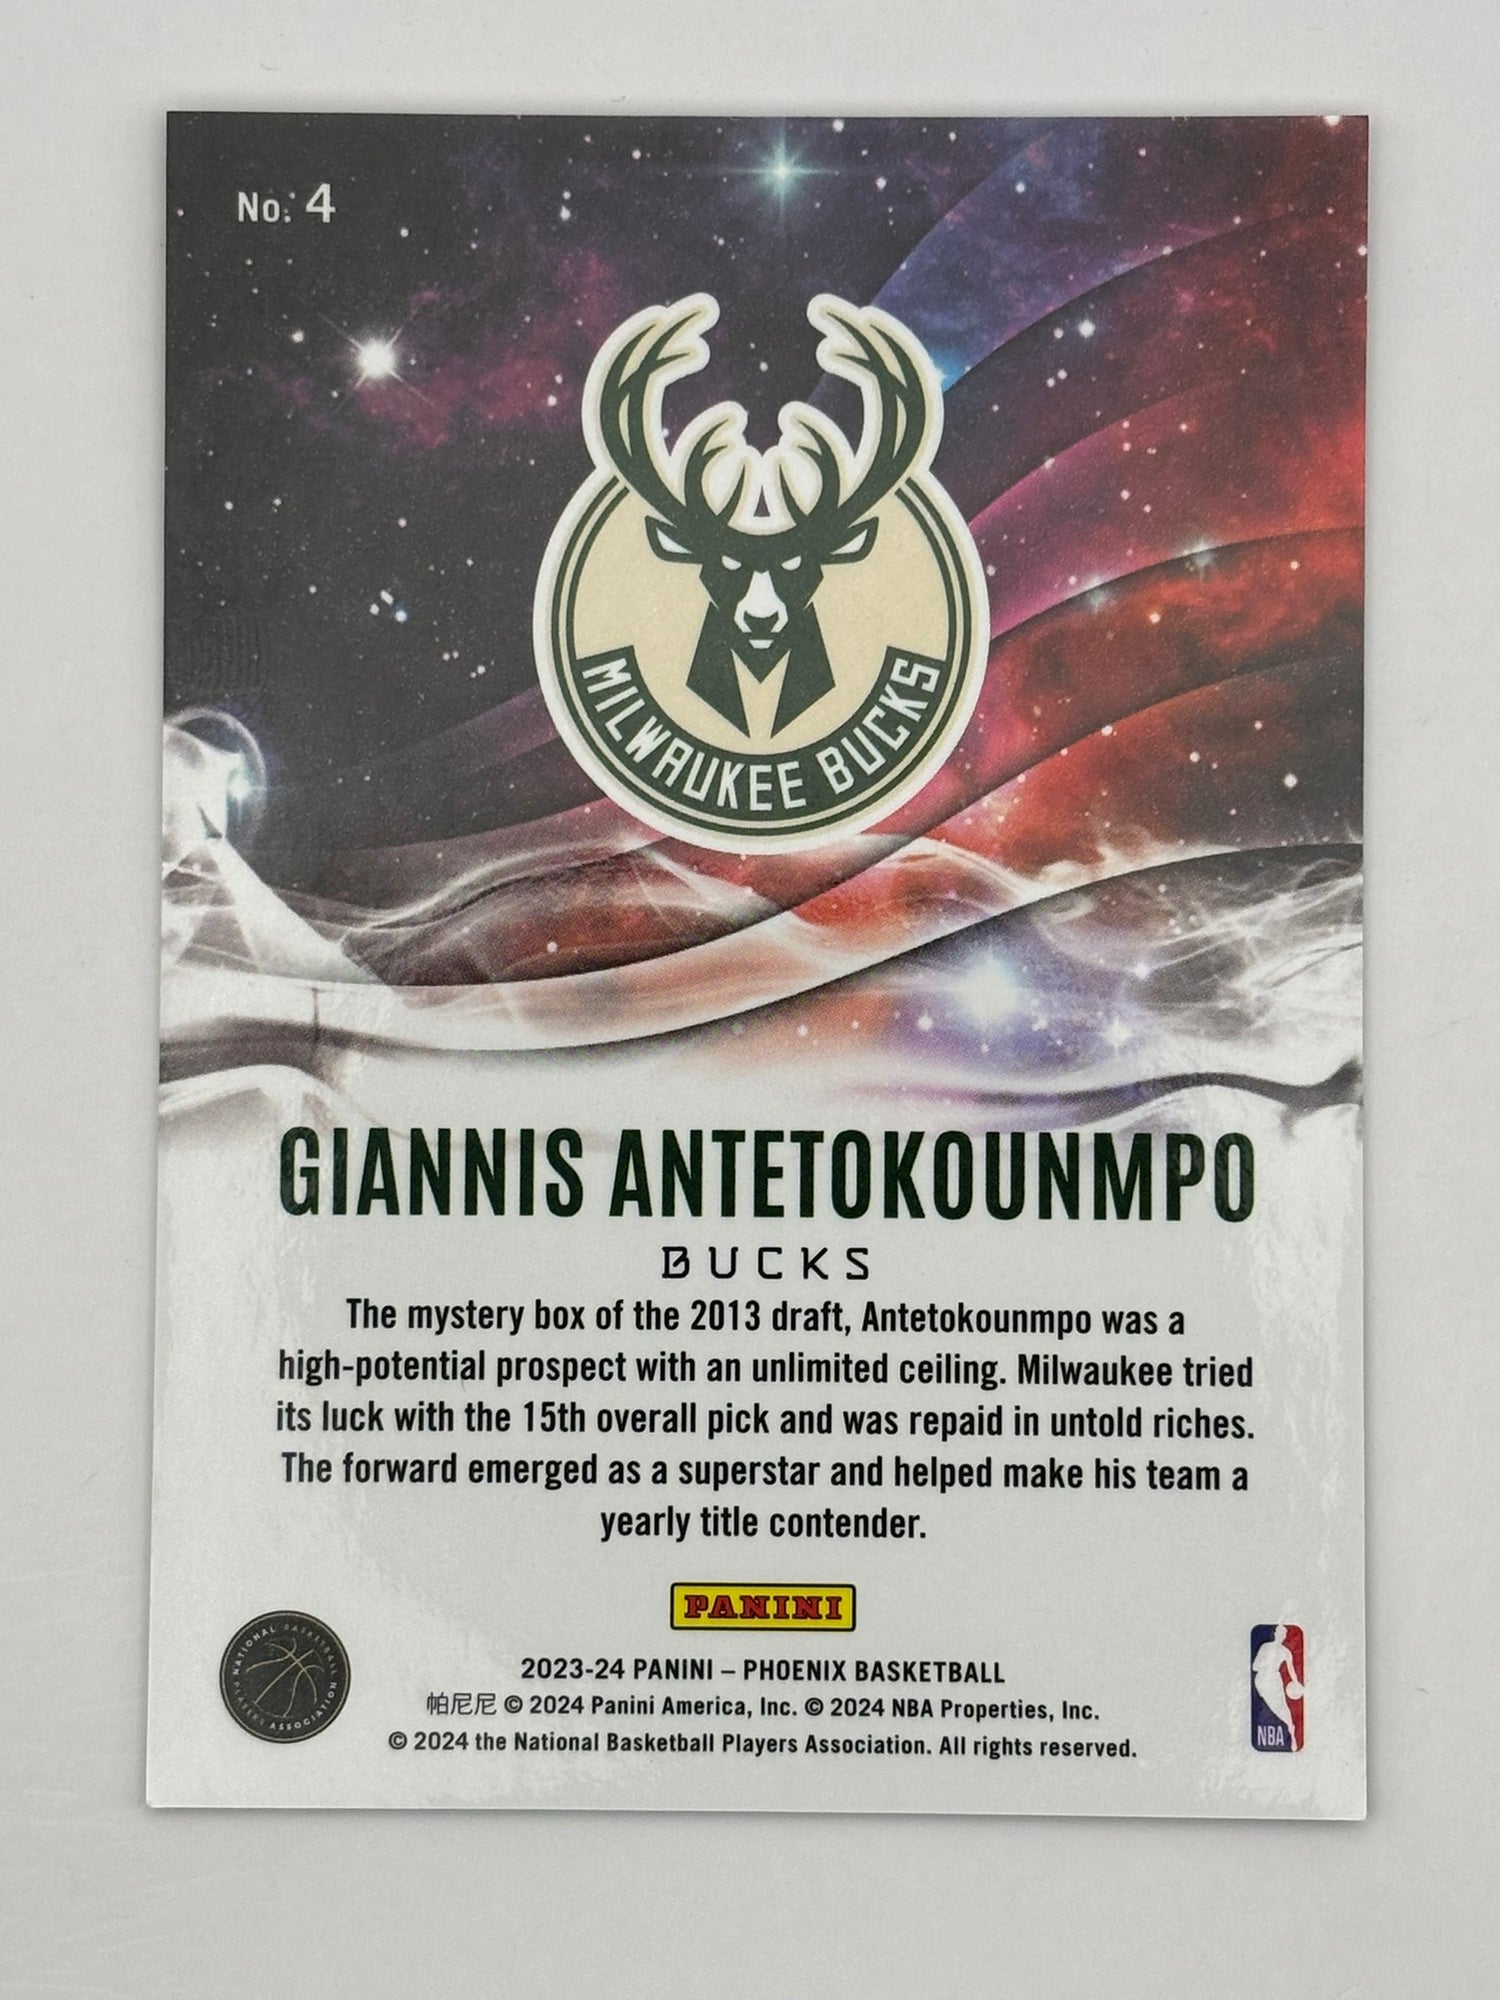 No. 4
MILWAUKEE BUCKS
GIANNIS ANTETOKOUNMPO
BUCKS
The mystery box of the 2013 draft, Antetokounmpo was a
high-potential prospect with an unlimited ceiling. Milwaukee tried
its luck with the 15th overall pick and was repaid in untold riches.
The forward emerged as a superstar and helped make his team a
yearly title contender.
PANINI
NATIONAL BASKETBALL
PLAYERS ASSOCIATION
2023-24 PANINI – PHOENIX BASKETBALL
帕尼尼 © 2024 Panini America, Inc. © 2024 NBA Properties, Inc.
© 2024 the National Basketball Players Association. All rights reserved.
NBA